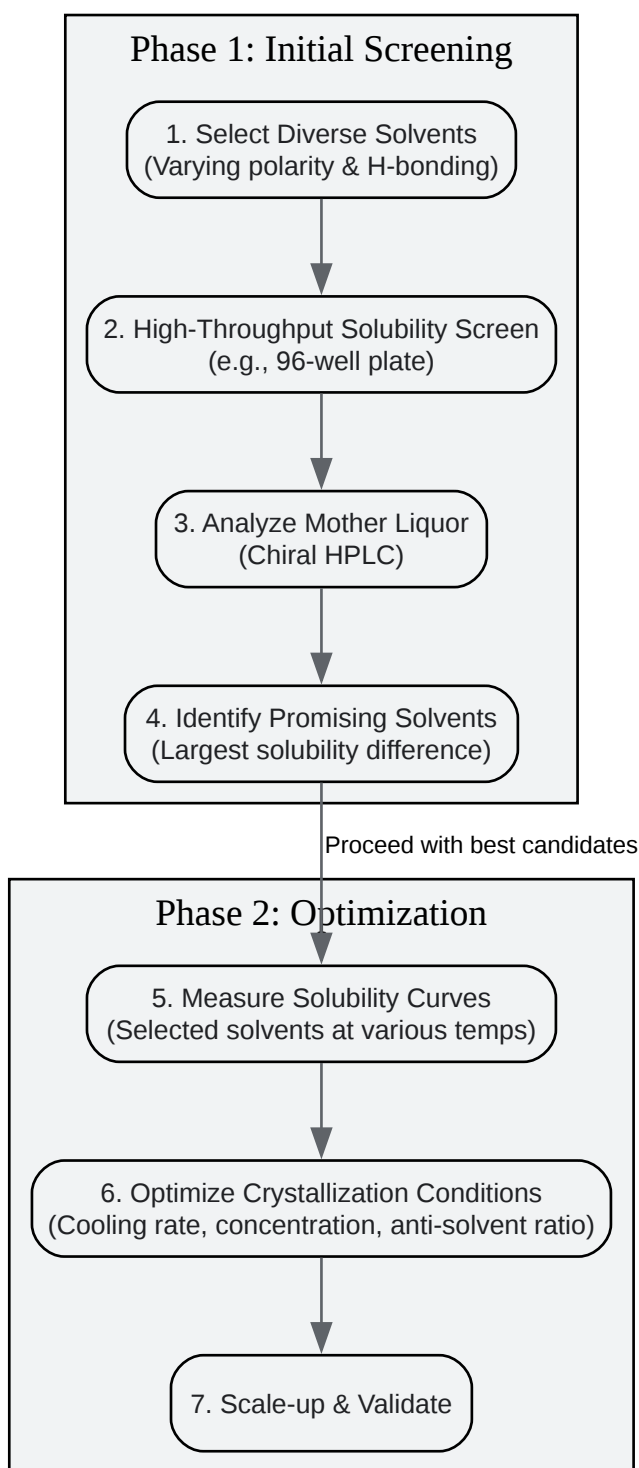 Phase 1: Initial Screening
1. Select Diverse Solvents
(Varying polarity & H-bonding)
2. High-Throughput Solubility Screen
(e.g., 96-well plate)
3. Analyze Mother Liquor
(Chiral HPLC)
4. Identify Promising Solvents
(Largest solubility difference)
Proceed with best candidates
Phase 2: Optimization
5. Measure Solubility Curves
(Selected solvents at various temps)
6. Optimize Crystallization Conditions
(Cooling rate, concentration, anti-solvent ratio)
7. Scale-up & Validate